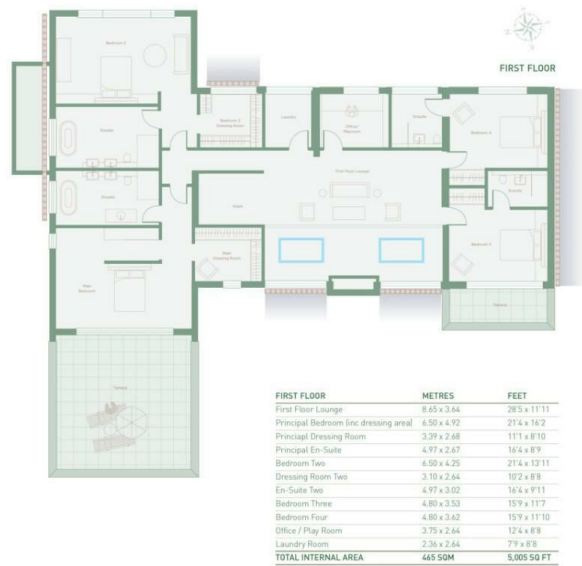 FIRST FLOOR
Bedroom 2
Bedroom 2
Dressing Room
Laundry
Office/
Playroom
Ensuite
Bedroom 4
Ensuite
First Floor Lounge
Ensuite
Ensuite
Bedroom 3
Main
Dressing Room
Main
Bedroom
Terrace
Terrace
FIRST FLOOR METRES FEET
First Floor Lounge 8.65 x 3.64 28'5 x 11'11
Principal Bedroom (inc dressing area) 6.50 x 4.92 21'4 x 16'2
Princiapl Dressing Room 3.39 x 2.68 11'1 x 8'10
Principal En-Suite 4.97 x 2.67 16'4 x 8'9
Bedroom Two 6.50 x 4.25 21'4 x 13'11
Dressing Room Two 3.10 x 2.64 10'2 x 8'8
En-Suite Two 4.97 x 3.02 16'4 x 9'11
Bedroom Three 4.80 x 3.53 15'9 x 11'7
Bedroom Four 4.80 x 3.62 15'9 x 11'10
Office / Play Room 3.75 x 2.64 12'4 x 8'8
Laundry Room 2.36 x 2.64 7'9 x 8'8
TOTAL INTERNAL AREA 465 SQM 5,005 SQ FT